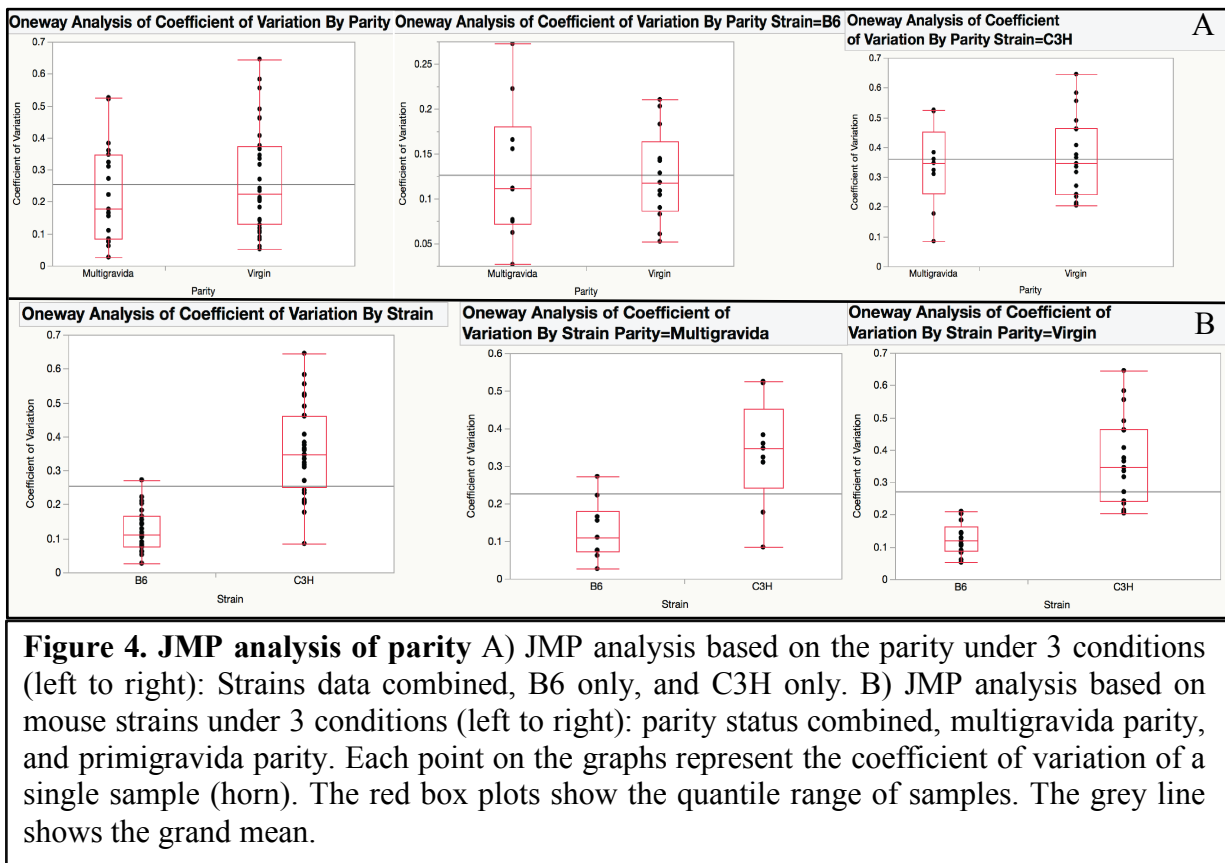 Oneway Analysis of Coefficient of Variation By Parity
Coefficient of Variation
0.7
0.6
0.5
0.4
0.3
0.2
0.1
0
Multigravida Virgin
Parity
Oneway Analysis of Coefficient of Variation By Parity Strain=B6
Coefficient of Variation
0.25
0.2
0.15
0.1
0.05
Multigravida Virgin
Parity
Oneway Analysis of Coefficient
of Variation By Parity Strain=C3H
A
Coefficient of Variation
0.7
0.6
0.5
0.4
0.3
0.2
0.1
0
Multigravida Virgin
Parity
Oneway Analysis of Coefficient of Variation By Strain
Coefficient of Variation
0.7
0.6
0.5
0.4
0.3
0.2
0.1
0
B6 C3H
Strain
Oneway Analysis of Coefficient of
Variation By Strain Parity=Multigravida
Coefficient of Variation
0.6
0.5
0.4
0.3
0.2
0.1
0
B6 C3H
Strain
Oneway Analysis of Coefficient of
Variation By Strain Parity=Virgin
B
Coefficient of Variation
0.7
0.6
0.5
0.4
0.3
0.2
0.1
0
B6 C3H
Strain
Figure 4. JMP analysis of parity A) JMP analysis based on the parity under 3 conditions
(left to right): Strains data combined, B6 only, and C3H only. B) JMP analysis based on
mouse strains under 3 conditions (left to right): parity status combined, multigravida parity,
and primigravida parity. Each point on the graphs represent the coefficient of variation of a
single sample (horn). The red box plots show the quantile range of samples. The grey line
shows the grand mean.